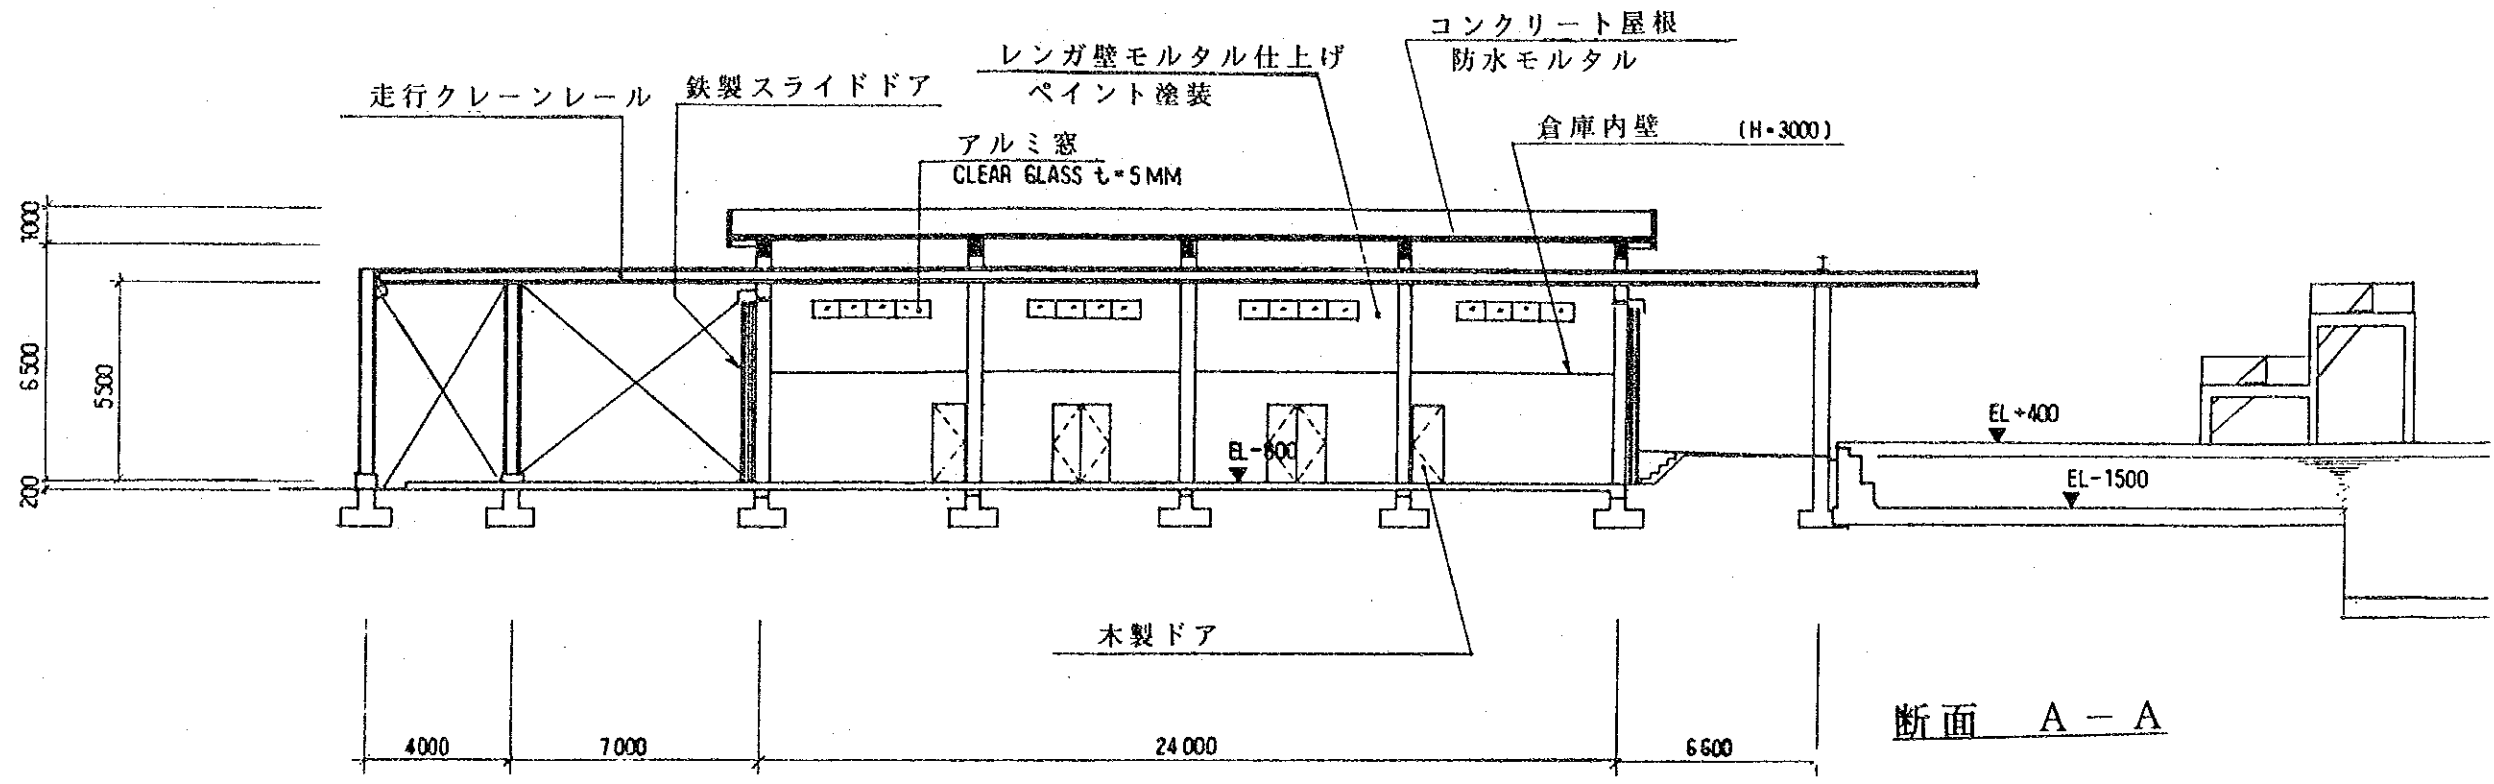 コンクリート屋根
防水モルタル
レンガ壁モルタル仕上げ
ペイント塗装
鉄製スライドドア
走行クレーンレール
倉庫内壁 (H=3000)
アルミ窓
CLEAR GLASS t=5MM
1000
6500
5500
200
EL+400
EL-1500
木製ドア
4000
7000
24000
断面 A-A